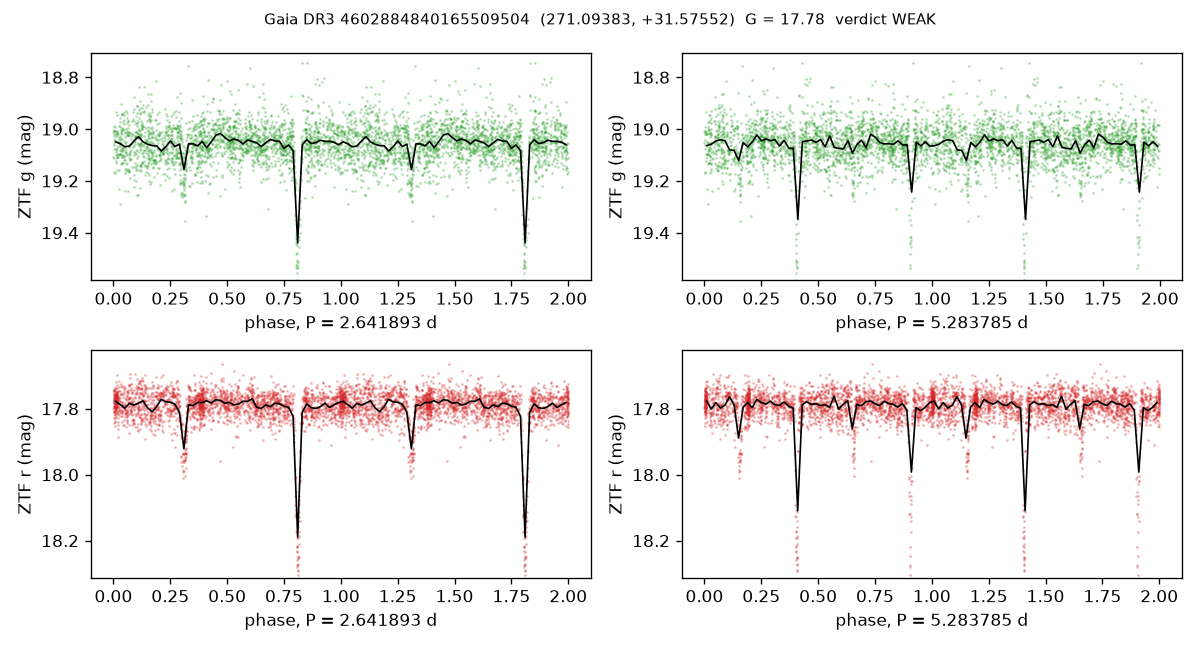 Gaia DR3 4602884840165509504 (271.09383, +31.57552) G = 17.78 verdict WEAK
ZTF g (mag)
18.8
19.0
19.2
19.4
0.00 0.25 0.50 0.75 1.00 1.25 1.50 1.75 2.00
phase, P = 2.641893 d
ZTF g (mag)
18.8
19.0
19.2
19.4
0.00 0.25 0.50 0.75 1.00 1.25 1.50 1.75 2.00
phase, P = 5.283785 d
ZTF r (mag)
17.8
18.0
18.2
0.00 0.25 0.50 0.75 1.00 1.25 1.50 1.75 2.00
phase, P = 2.641893 d
ZTF r (mag)
17.8
18.0
18.2
0.00 0.25 0.50 0.75 1.00 1.25 1.50 1.75 2.00
phase, P = 5.283785 d